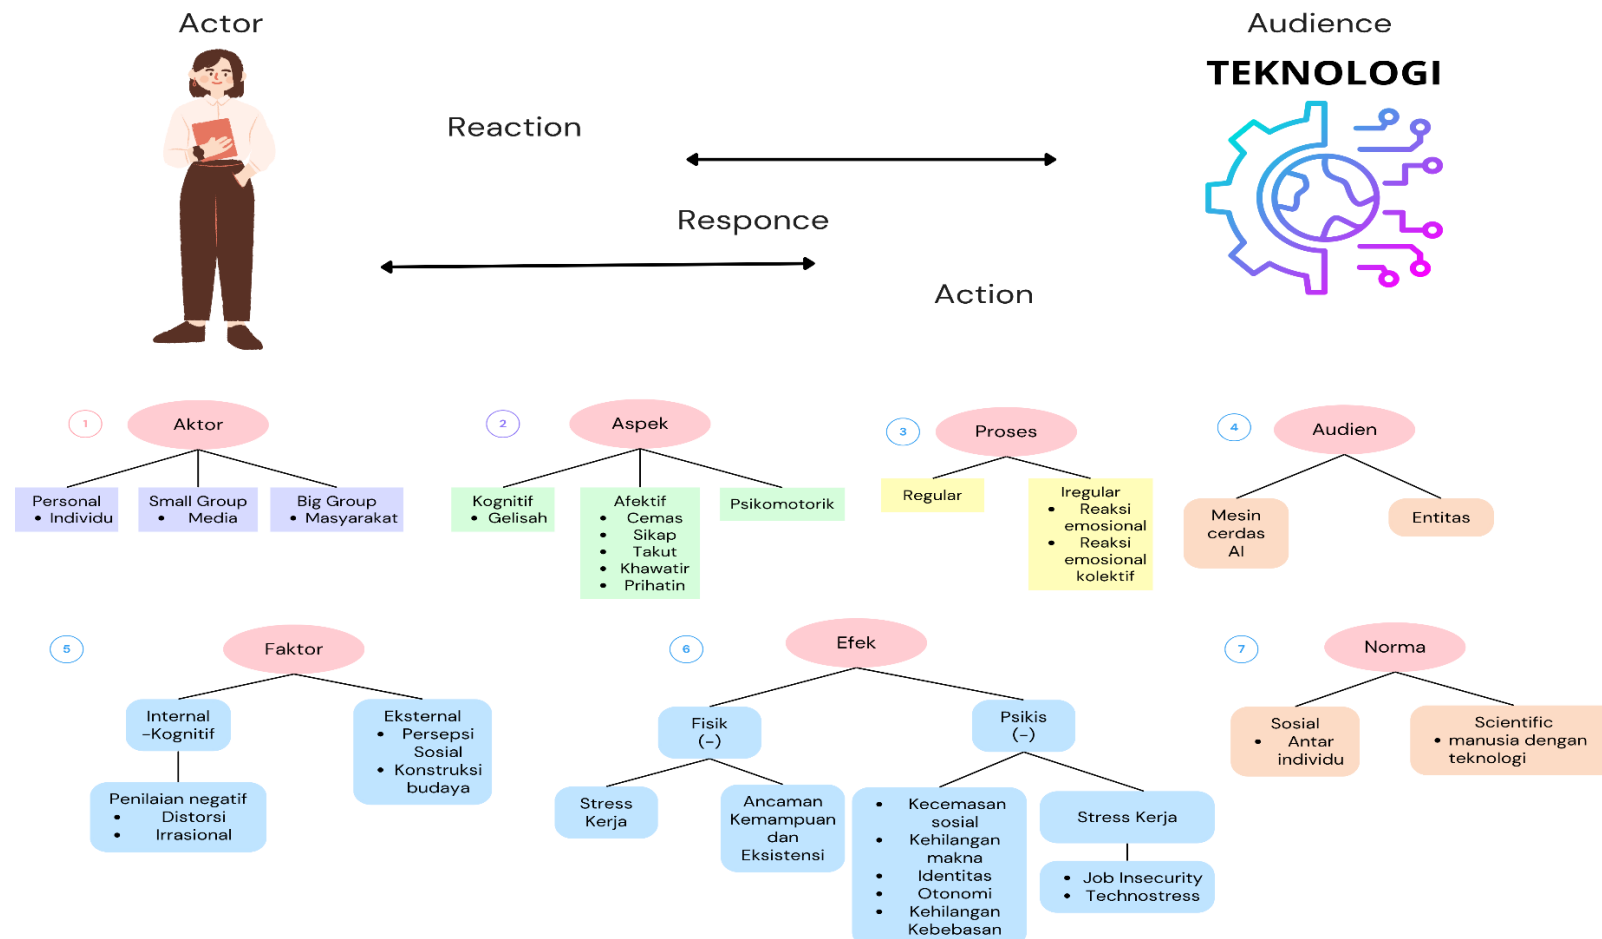 Actor
Audience
TEKNOLOGI
Reaction
Responce
Action
1
Aktor
Personal
• Individu
Small Group
• Media
Big Group
• Masyarakat
2
Aspek
Kognitif
• Gelisah
Afektif
• Cemas
• Sikap
• Takut
• Khawatir
• Prihatin
Psikomotorik
3
Proses
Regular
Iregular
• Reaksi
emosional
• Reaksi
emosional
kolektif
4
Audien
Mesin
cerdas
AI
Entitas
5
Faktor
Internal
-Kognitif
Penilaian negatif
• Distorsi
• Irrasional
Eksternal
• Persepsi
Sosial
• Konstruksi
budaya
6
Efek
Fisik
(-)
Stress
Kerja
Ancaman
Kemampuan
dan
Eksistensi
Psikis
(-)
• Kecemasan
sosial
• Kehilangan
makna
• Identitas
• Otonomi
• Kehilangan
Kebebasan
Stress Kerja
• Job Insecurity
• Technostress
7
Norma
Sosial
• Antar
individu
Scientific
• manusia dengan
teknologi